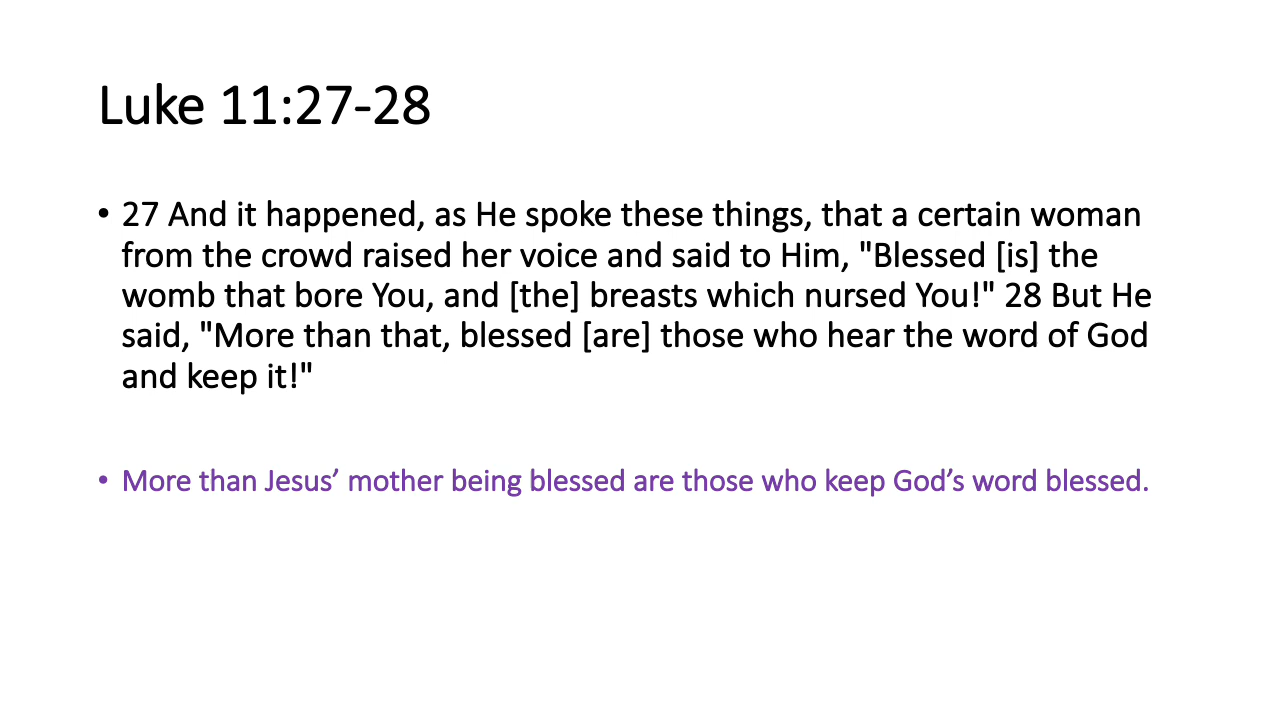 Luke 11:27-28
• 27 And it happened, as He spoke these things, that a certain woman
from the crowd raised her voice and said to Him, "Blessed [is] the
womb that bore You, and [the] breasts which nursed You!" 28 But He
said, "More than that, blessed [are] those who hear the word of God
and keep it!"
• More than Jesus’ mother being blessed are those who keep God’s word blessed.